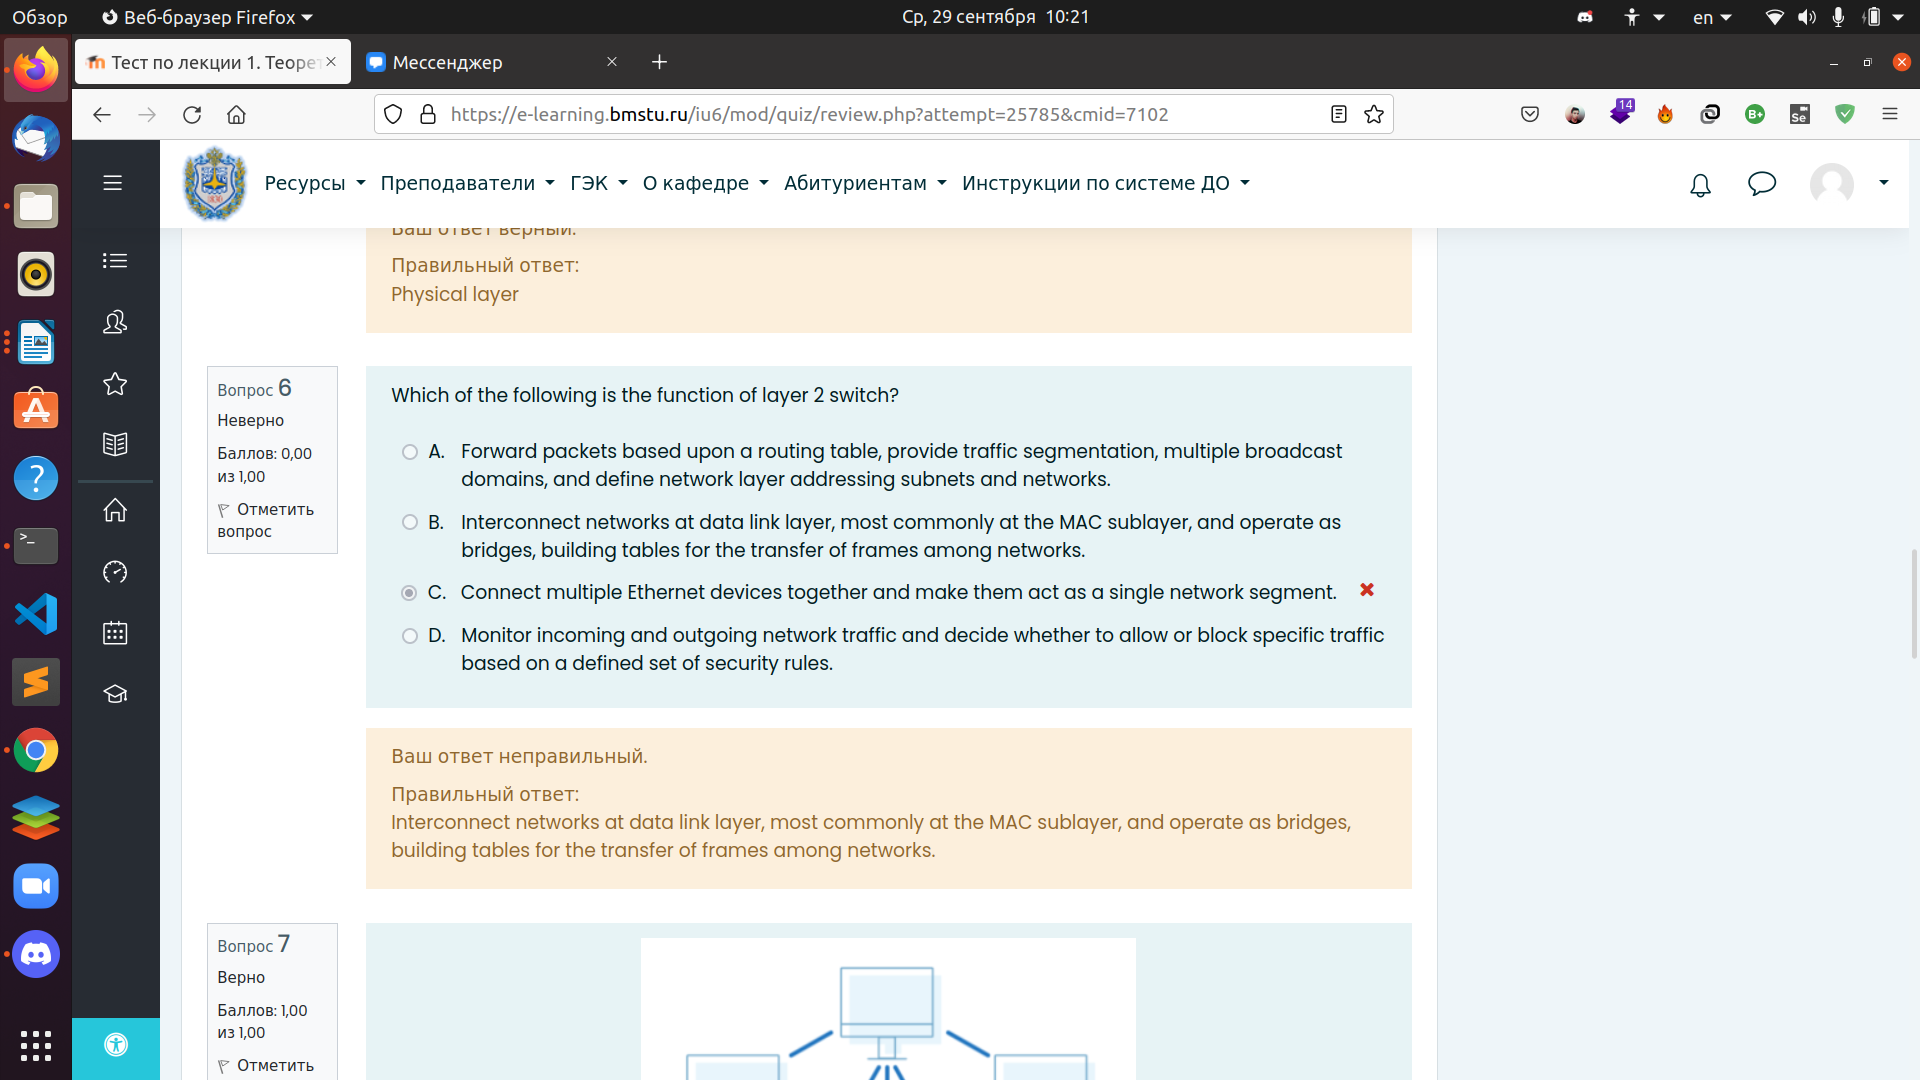 Обзор
Веб-браузер Firefox
Ср, 29 сентября 10:21
en
Тест по лекции 1. Теорет
Мессенджер
https://e-learning.bmstu.ru/iu6/mod/quiz/review.php?attempt=25785&cmid=7102
14
B+
Se
Ресурсы
Преподаватели
ГЭК
О кафедре
Абитуриентам
Инструкции по системе ДО
Ваш ответ верный.
Правильный ответ:
Physical layer
Вопрос 6
Неверно
Баллов: 0,00
из 1,00
Отметить
вопрос
Which of the following is the function of layer 2 switch?
A. Forward packets based upon a routing table, provide traffic segmentation, multiple broadcast
domains, and define network layer addressing subnets and networks.
B. Interconnect networks at data link layer, most commonly at the MAC sublayer, and operate as
bridges, building tables for the transfer of frames among networks.
C. Connect multiple Ethernet devices together and make them act as a single network segment.
D. Monitor incoming and outgoing network traffic and decide whether to allow or block specific traffic
based on a defined set of security rules.
Ваш ответ неправильный.
Правильный ответ:
Interconnect networks at data link layer, most commonly at the MAC sublayer, and operate as bridges,
building tables for the transfer of frames among networks.
Вопрос 7
Верно
Баллов: 1,00
из 1,00
Отметить